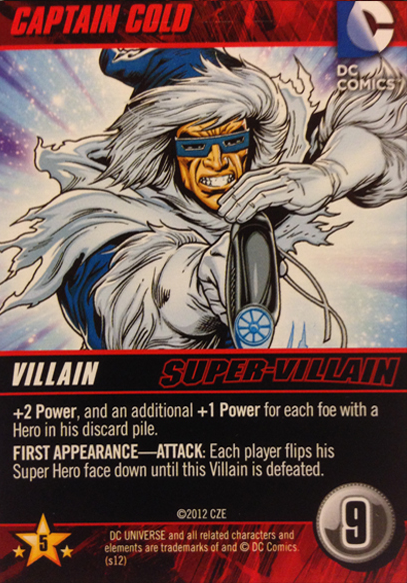 CAPTAIN COLD
DC
COMICS
VILLAIN
SUPER-VILLAIN
+2 Power, and an additional +1 Power for each foe with a
Hero in his discard pile.
FIRST APPEARANCE—ATTACK: Each player flips his
Super Hero face down until this Villain is defeated.
©2012 CZE
5
DC UNIVERSE and all related characters and
elements are trademarks of and © DC Comics.
(s12)
9